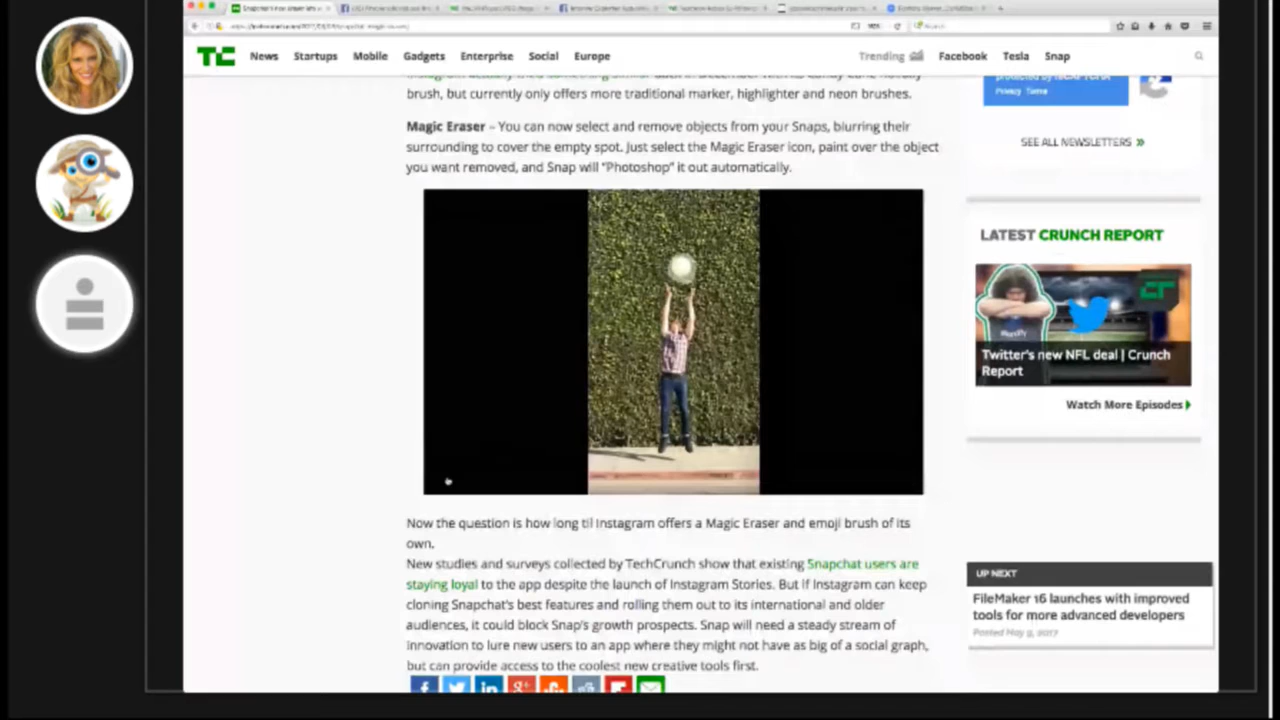 TC News Startups Mobile Gadgets Enterprise Social Europe Trending Facebook Tesla Snap
brush, but currently only offers more traditional marker, highlighter and neon brushes.
Magic Eraser – You can now select and remove objects from your Snaps, blurring their
surrounding to cover the empty spot. Just select the Magic Eraser icon, paint over the object
you want removed, and Snap will "Photoshop" it out automatically.
Now the question is how long til Instagram offers a Magic Eraser and emoji brush of its
own.
New studies and surveys collected by TechCrunch show that existing Snapchat users are
staying loyal to the app despite the launch of Instagram Stories. But if Instagram can keep
cloning Snapchat's best features and rolling them out to its international and older
audiences, it could block Snap's growth prospects. Snap will need a steady stream of
innovation to lure new users to an app where they might not have as big of a social graph,
but can provide access to the coolest new creative tools first.
Privacy Terms
SEE ALL NEWSLETTERS »
LATEST CRUNCH REPORT
Twitter's new NFL deal | Crunch
Report
Watch More Episodes
UP NEXT
FileMaker 16 launches with improved
tools for more advanced developers
Posted May 9, 2017